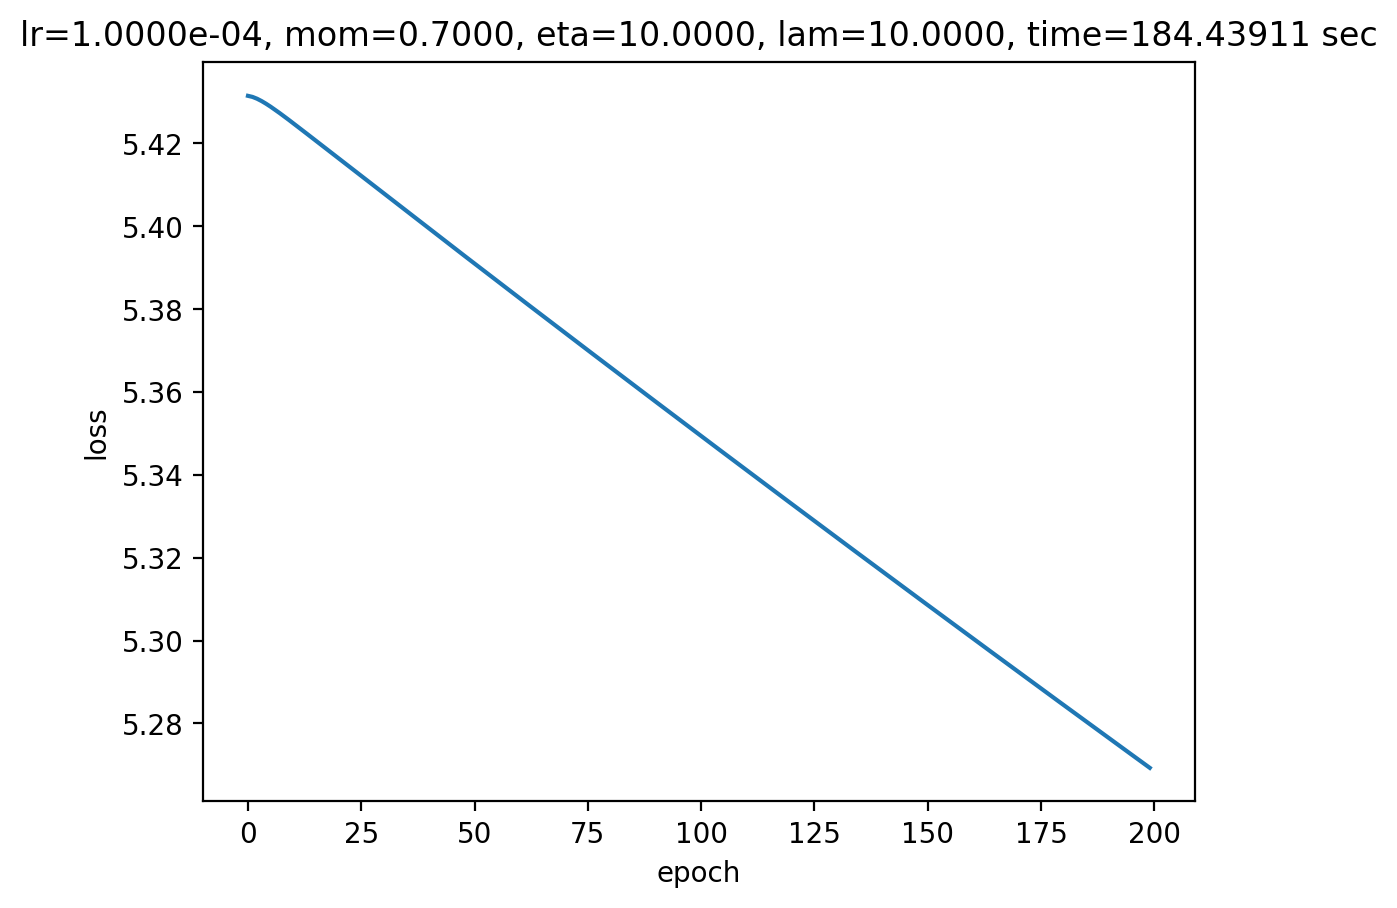 lr=1.0000e-04, mom=0.7000, eta=10.0000, lam=10.0000, time=184.43911 sec
5.42
5.40
5.38
5.36
5.34
5.32
5.30
5.28
loss
0 25 50 75 100 125 150 175 200
epoch